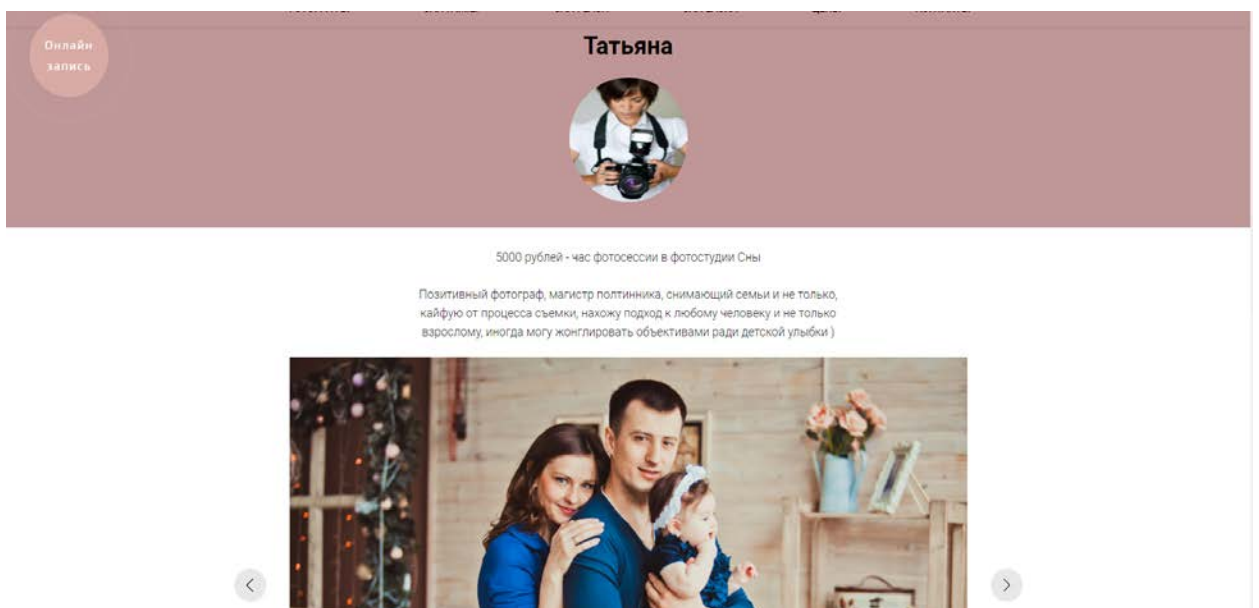 Онлайн
запись
Татьяна
5000 рублей - час фотосессии в фотостудии Сны
Позитивный фотограф, магистр полтинника, снимающий семьи и не только,
кайфую от процесса съемки, нахожу подход к любому человеку и не только
взрослому, иногда могу жонглировать объективами ради детской улыбки )